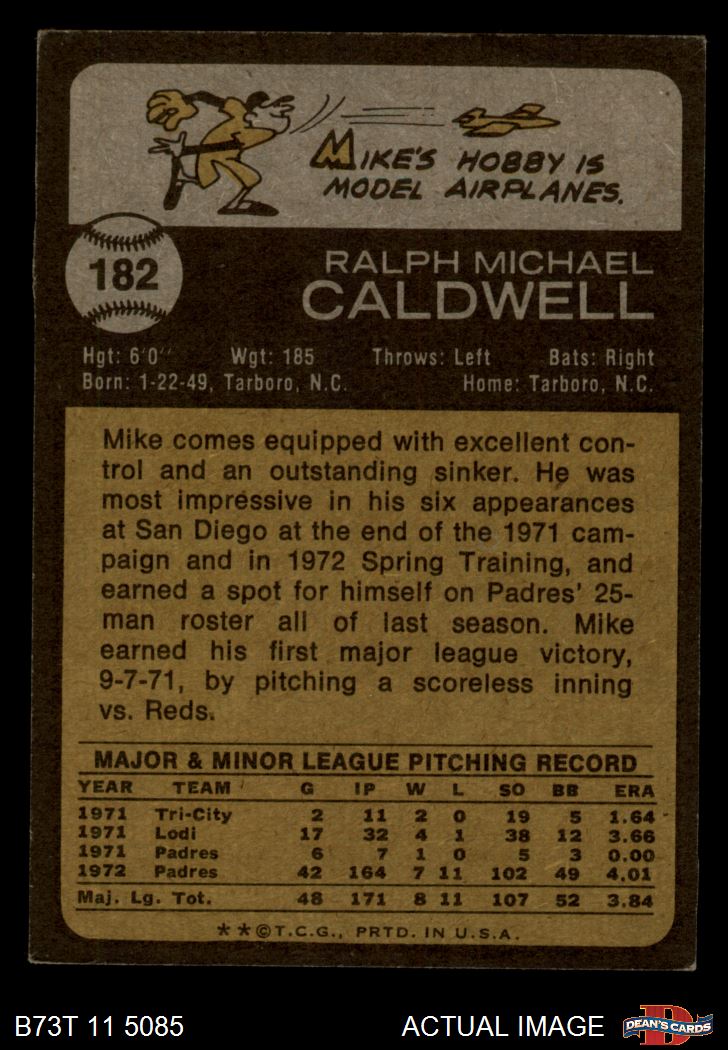 MIKE'S HOBBY IS
MODEL AIRPLANES.
182
RALPH MICHAEL
CALDWELL
Hgt: 6'0" Wgt: 185 Throws: Left Bats: Right
Born: 1-22-49, Tarboro, N.C. Home: Tarboro, N.C.
Mike comes equipped with excellent con-
trol and an outstanding sinker. He was
most impressive in his six appearances
at San Diego at the end of the 1971 cam-
paign and in 1972 Spring Training, and
earned a spot for himself on Padres' 25-
man roster all of last season. Mike
earned his first major league victory,
9-7-71, by pitching a scoreless inning
vs. Reds.
MAJOR & MINOR LEAGUE PITCHING RECORD
YEAR TEAM G IP W L SO BB ERA
1971 Tri-City 2 11 2 0 19 5 1.64
1971 Lodi 17 32 4 1 38 12 3.66
1971 Padres 6 7 1 0 5 3 0.00
1972 Padres 42 164 7 11 102 49 4.01
Maj. Lg. Tot. 48 171 8 11 107 52 3.84
**©T.C.G., PRTD. IN U.S.A.
B73T 11 5085 ACTUAL IMAGE D DEAN'S CARDS